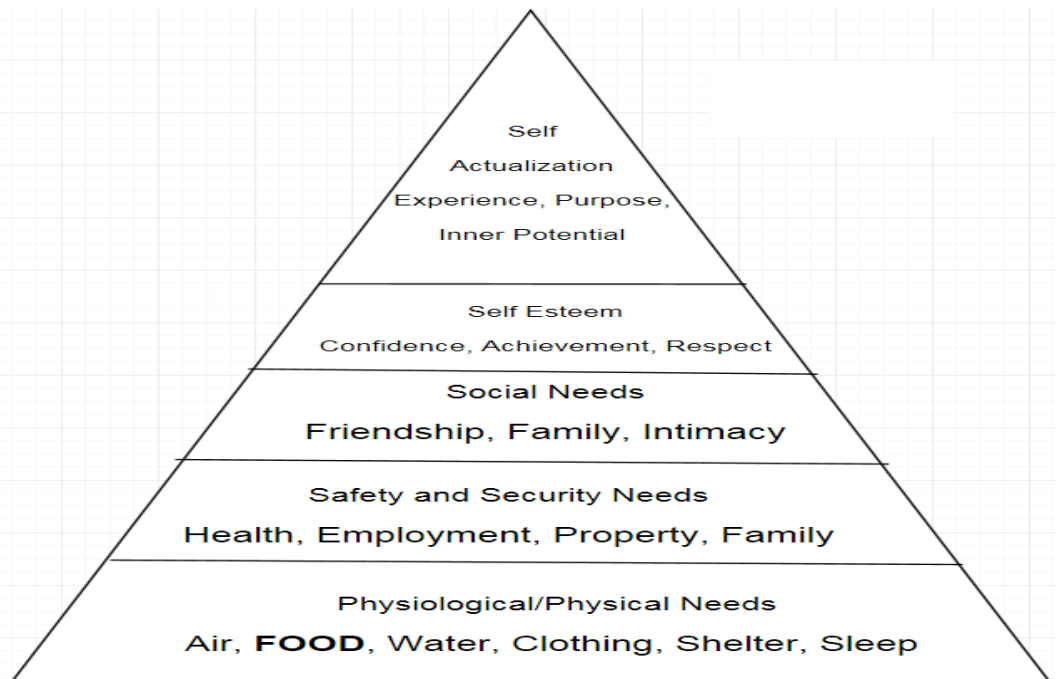 Self
Actualization
Experience, Purpose,
Inner Potential
Self Esteem
Confidence, Achievement, Respect
Social Needs
Friendship, Family, Intimacy
Safety and Security Needs
Health, Employment, Property, Family
Physiological/Physical Needs
Air, FOOD, Water, Clothing, Shelter, Sleep